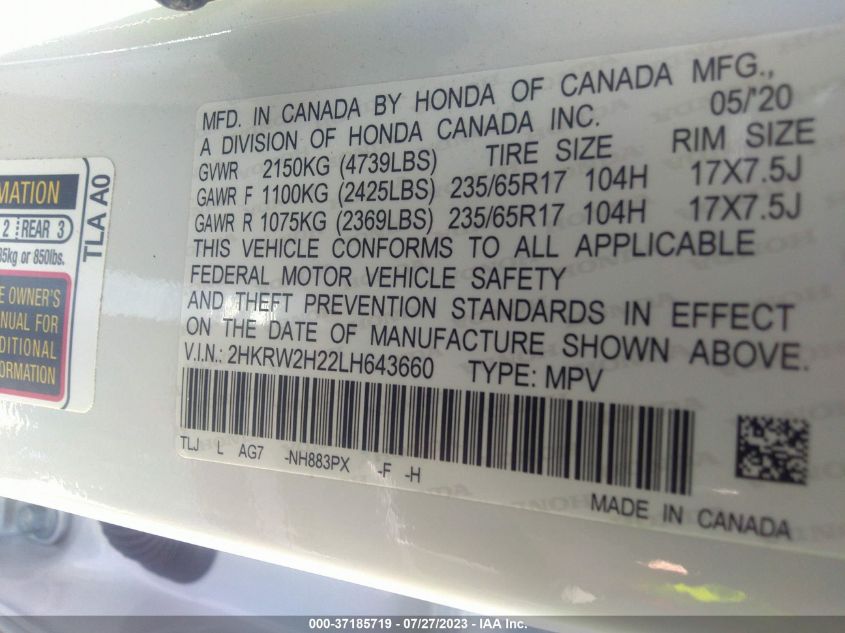 MFD. IN CANADA BY HONDA OF CANADA MFG.,
A DIVISION OF HONDA CANADA INC. 05/'20
GVWR 2150KG (4739LBS) TIRE SIZE RIM SIZE
GAWR F 1100KG (2425LBS) 235/65R17 104H 17X7.5J
GAWR R 1075KG (2369LBS) 235/65R17 104H 17X7.5J
THIS VEHICLE CONFORMS TO ALL APPLICABLE
FEDERAL MOTOR VEHICLE SAFETY
AND THEFT PREVENTION STANDARDS IN EFFECT
ON THE DATE OF MANUFACTURE SHOWN ABOVE.
V.I.N.: 2HKRW2H22LH643660 TYPE: MPV
TLJ L AG7 -NH883PX -F -H
MADE IN CANADA
MATION
2 REAR 3
85kg or 850lbs.
E OWNER'S
NUAL FOR
DITIONAL
ORMATION
TLA A0
000-37185719 / 07/27/2023 - IAA Inc.